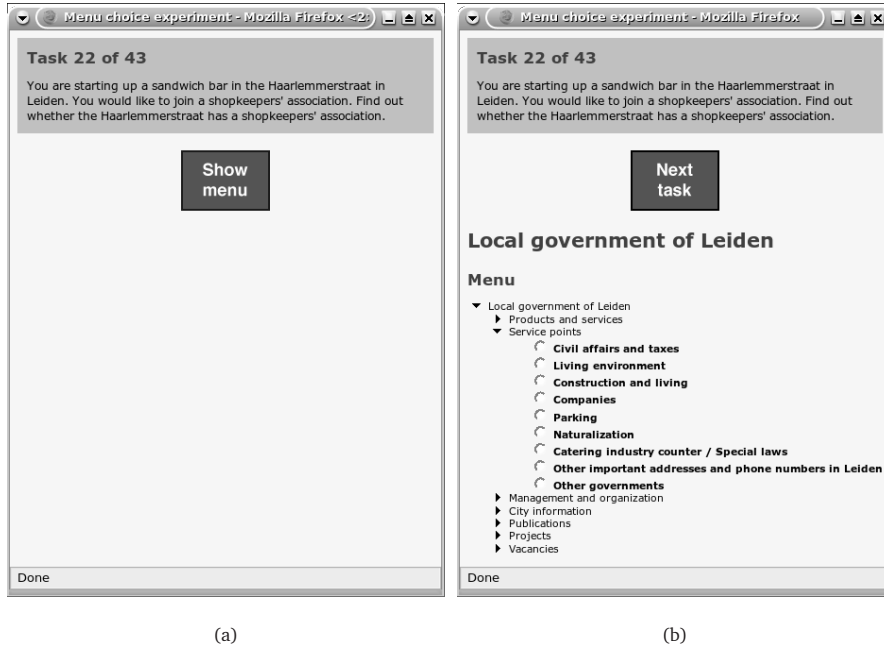 Menu choice experiment - Mozilla Firefox <2>
Task 22 of 43
You are starting up a sandwich bar in the Haarlemmerstraat in
Leiden. You would like to join a shopkeepers' association. Find out
whether the Haarlemmerstraat has a shopkeepers' association.
Show
menu
Done
(a)
Menu choice experiment - Mozilla Firefox
Task 22 of 43
You are starting up a sandwich bar in the Haarlemmerstraat in
Leiden. You would like to join a shopkeepers' association. Find out
whether the Haarlemmerstraat has a shopkeepers' association.
Next
task
Local government of Leiden
Menu
Local government of Leiden
Products and services
Service points
Civil affairs and taxes
Living environment
Construction and living
Companies
Parking
Naturalization
Catering industry counter / Special laws
Other important addresses and phone numbers in Leiden
Other governments
Management and organization
City information
Publications
Projects
Vacancies
Done
(b)